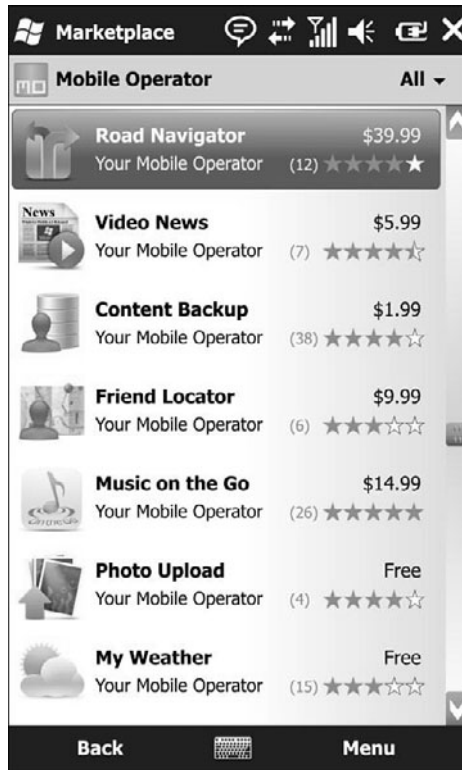 Marketplace
mo Mobile Operator All
Road Navigator $39.99
Your Mobile Operator (12)
News
Video News $5.99
Your Mobile Operator (7)
Content Backup $1.99
Your Mobile Operator (38)
Friend Locator $9.99
Your Mobile Operator (6)
Music on the Go $14.99
Your Mobile Operator (26)
Photo Upload Free
Your Mobile Operator (4)
My Weather Free
Your Mobile Operator (15)
Back Menu